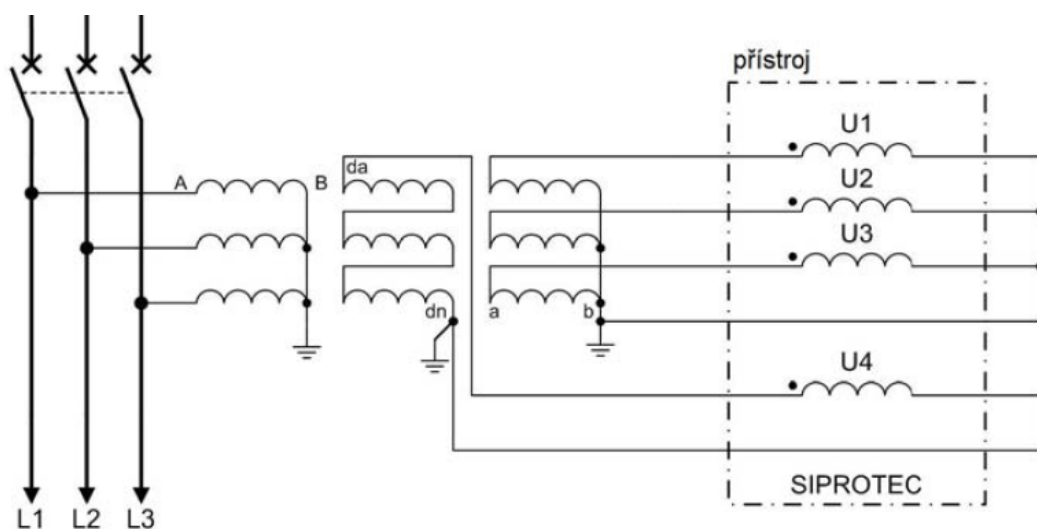 přístroj
U1
da
A
B
U2
U3
dn
a
b
U4
SIPROTEC
L1 L2 L3